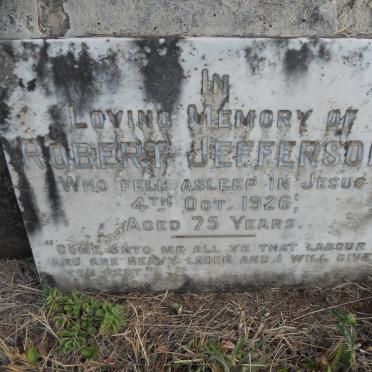 IN
LOVING MEMORY OF
ROBERT JEFFERSON
WHO FELL ASLEEP IN JESUS
4TH OCT. 1926,
AGED 75 YEARS.
"COME UNTO ME ALL YE THAT LABOUR
AND ARE HEAVY LADEN AND I WILL GIVE
REST"